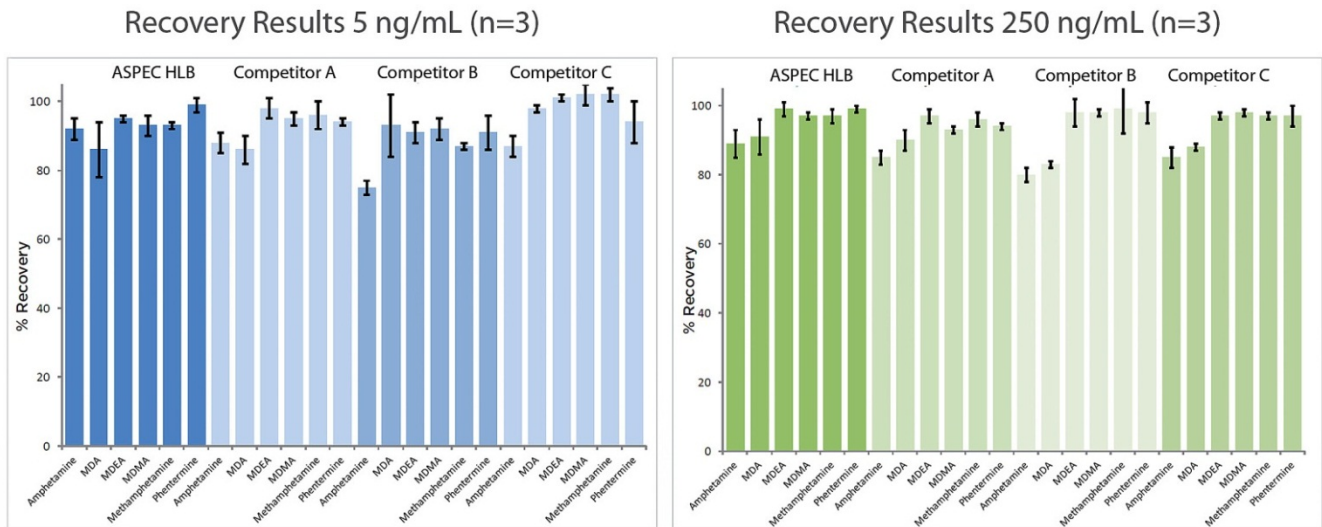 Recovery Results 5 ng/mL (n=3)
ASPEC HLB Competitor A Competitor B Competitor C
% Recovery
100
80
60
40
20
0
Amphetamine
MDA
MDEA
MDMA
Methamphetamine
Phentermine
Amphetamine
MDA
MDEA
MDMA
Methamphetamine
Phentermine
Amphetamine
MDA
MDEA
MDMA
Methamphetamine
Phentermine
Amphetamine
MDA
MDEA
MDMA
Methamphetamine
Phentermine
Recovery Results 250 ng/mL (n=3)
ASPEC HLB Competitor A Competitor B Competitor C
% Recovery
100
80
60
40
20
0
Amphetamine
MDA
MDEA
MDMA
Methamphetamine
Phentermine
Amphetamine
MDA
MDEA
MDMA
Methamphetamine
Phentermine
Amphetamine
MDA
MDEA
MDMA
Methamphetamine
Phentermine
Amphetamine
MDA
MDEA
MDMA
Methamphetamine
Phentermine